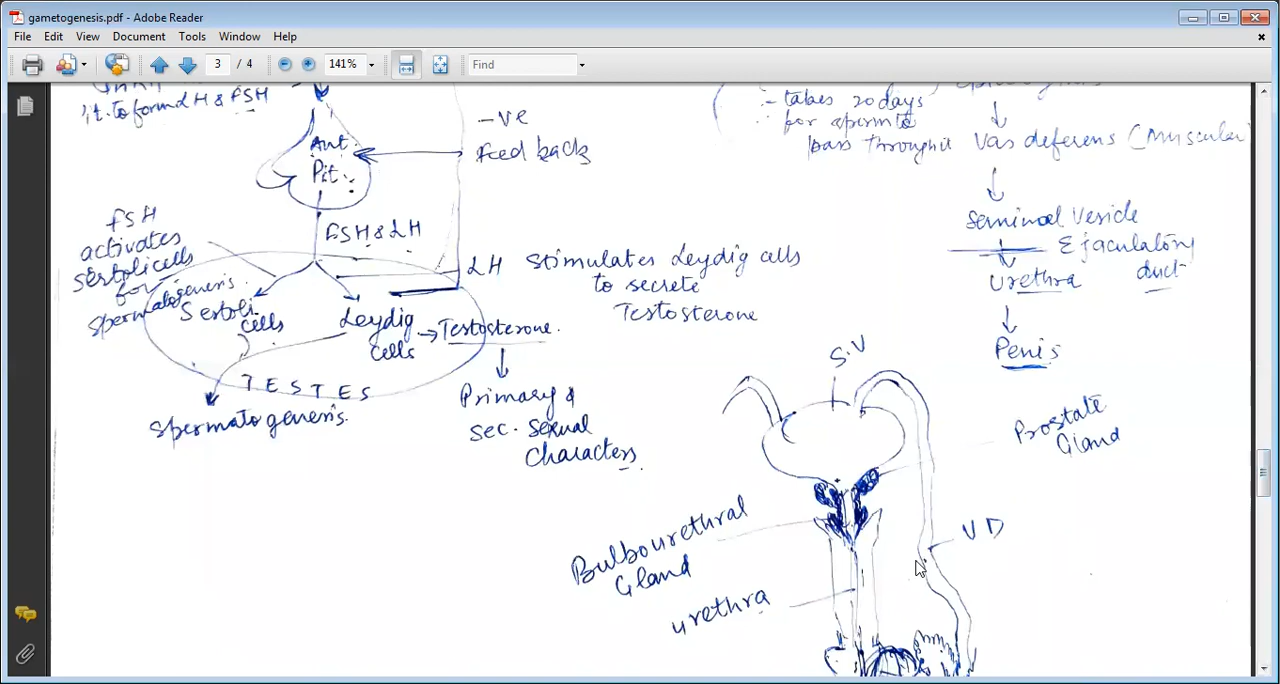 gametogenesis.pdf - Adobe Reader
File Edit View Document Tools Window Help
3 / 4 141% Find
it. to form LH & FSH
Ant.
Pit.
-ve
Feed back
FSH & LH
FSH
activates
Sertoli cells
for
spermatogenesis.
Sertoli
cells
Leydig
cells
Testosterone.
TESTES
Spermatogenesis.
LH stimulates Leydig cells
to secrete
Testosterone
Primary &
Sec. Sexual
Characters
- takes 20 days
for sperm to
pass through it
Vas deferens (muscular
Seminal Vesicle
Ejaculatory
duct
Urethra
Penis
S.V
Prostate
Gland
Bulbourethral
Gland
VD
urethra